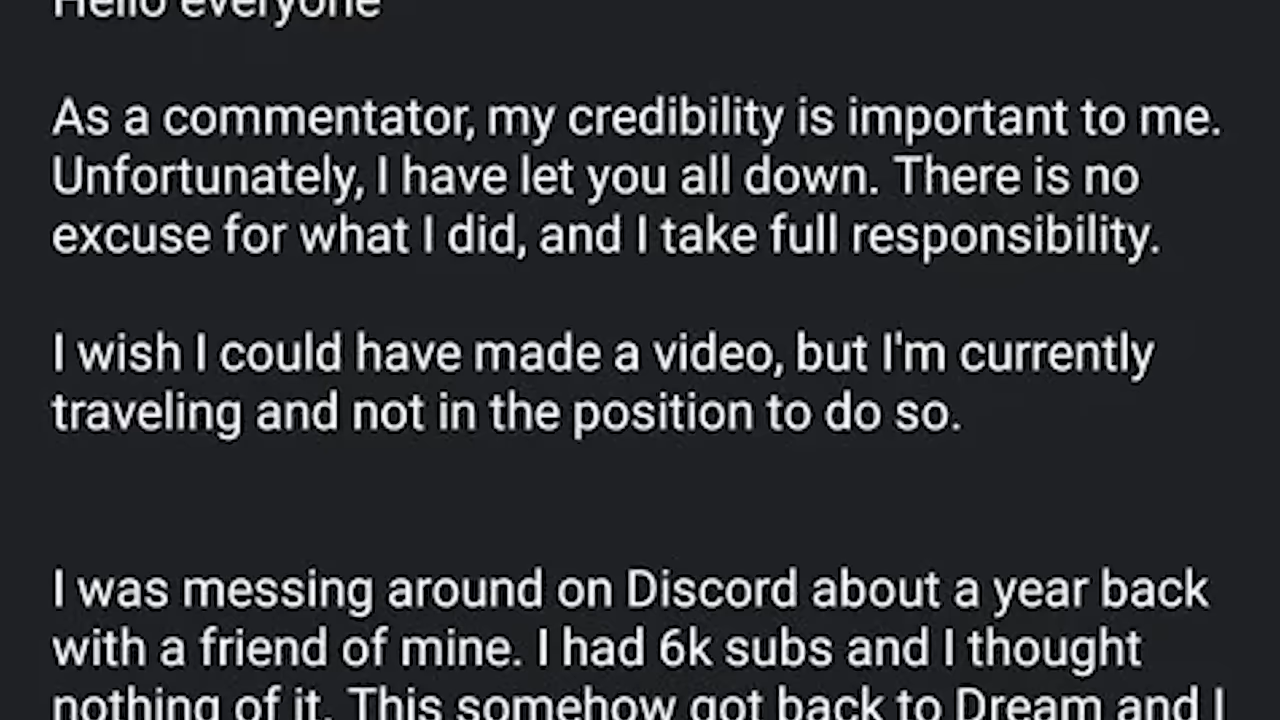 Hello everyone
As a commentator, my credibility is important to me.
Unfortunately, I have let you all down. There is no
excuse for what I did, and I take full responsibility.
I wish I could have made a video, but I'm currently
traveling and not in the position to do so.
I was messing around on Discord about a year back
with a friend of mine. I had 6k subs and I thought
nothing of it. This somehow got back to Dream and I